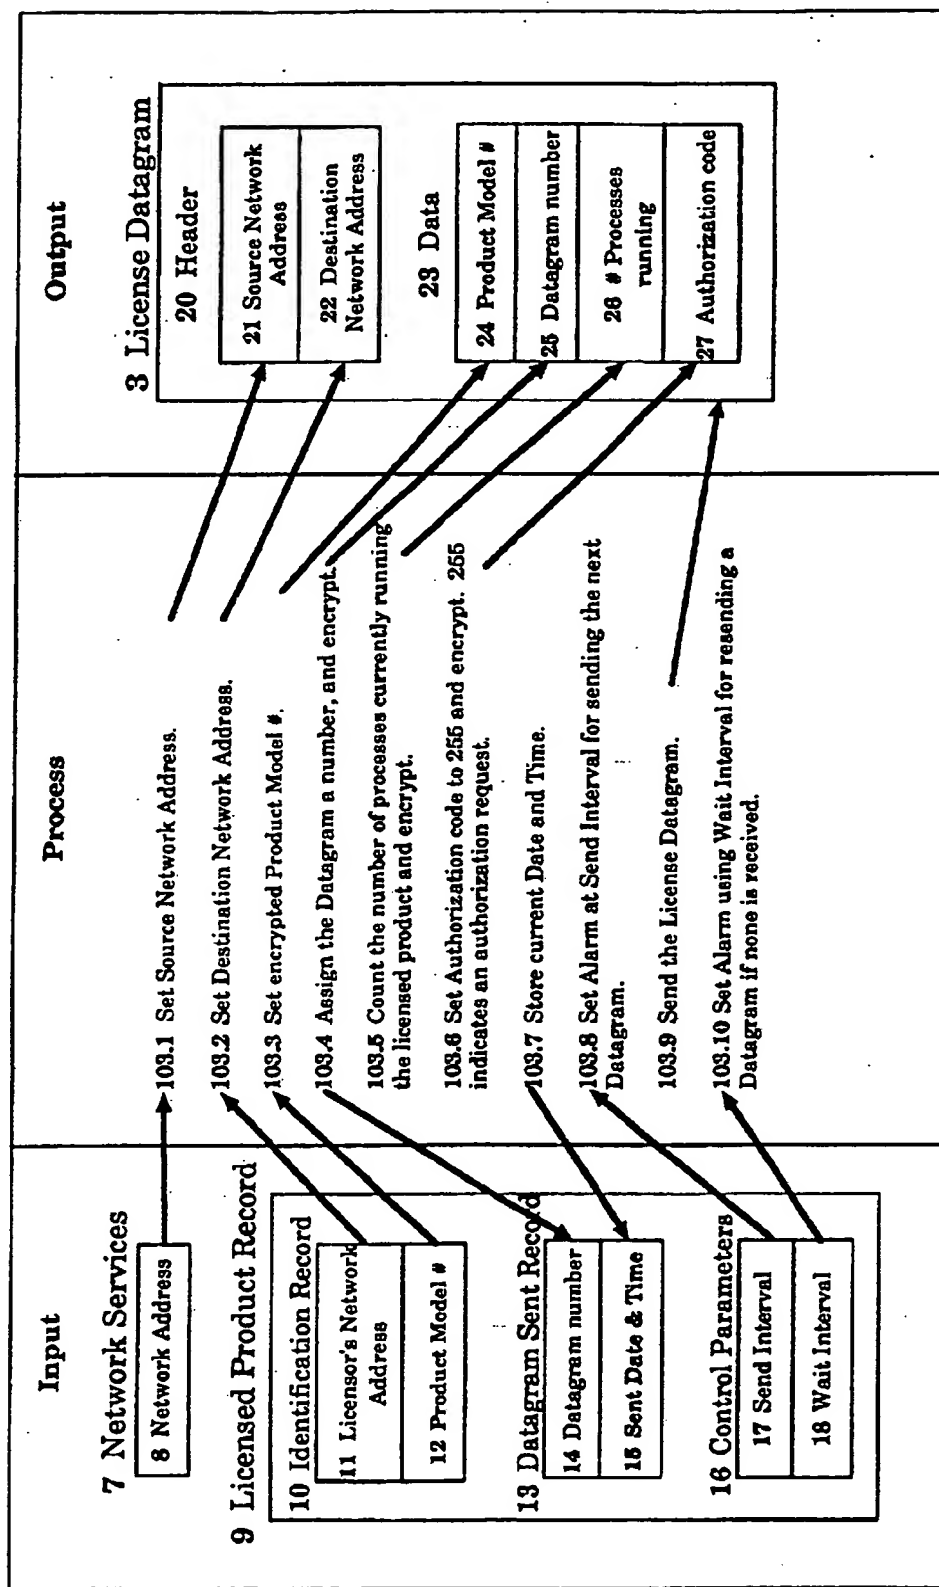 Input
7 Network Services
8 Network Address
9 Licensed Product Record
10 Identification Record
11 Licensor's Network
Address
12 Product Model #
13 Datagram Sent Record
14 Datagram number
15 Sent Date & Time
16 Control Parameters
17 Send Interval
18 Wait Interval
Process
103.1 Set Source Network Address.
103.2 Set Destination Network Address.
103.3 Set encrypted Product Model #.
103.4 Assign the Datagram a number, and encrypt.
103.5 Count the number of processes currently running
the licensed product and encrypt.
103.6 Set Authorization code to 255 and encrypt. 255
indicates an authorization request.
103.7 Store current Date and Time.
103.8 Set Alarm at Send Interval for sending the next
Datagram.
103.9 Send the License Datagram.
103.10 Set Alarm using Wait Interval for resending a
Datagram if none is received.
Output
3 License Datagram
20 Header
21 Source Network
Address
22 Destination
Network Address
23 Data
24 Product Model #
25 Datagram number
26 # Processes
running
27 Authorization code